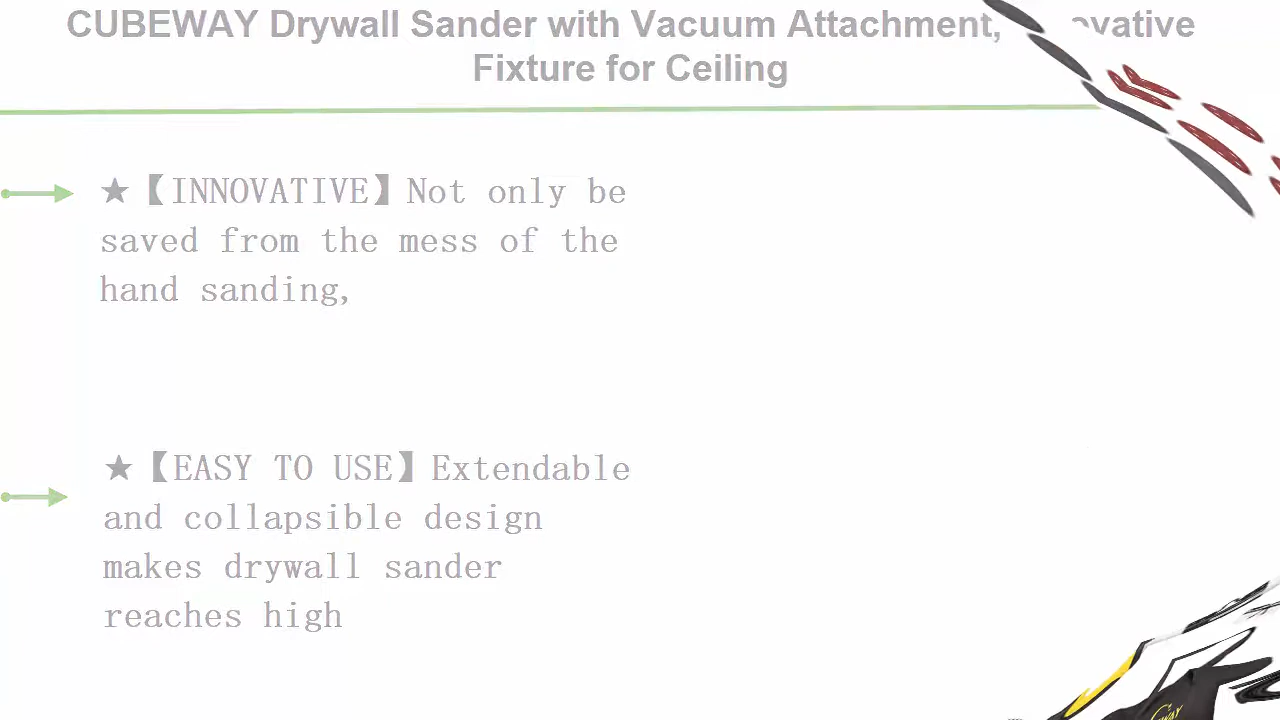 CUBEWAY Drywall Sander with Vacuum Attachment,
Fixture for Ceiling
★【INNOVATIVE】Not only be
saved from the mess of the
hand sanding,
★【EASY TO USE】Extendable
and collapsible design
makes drywall sander
reaches high